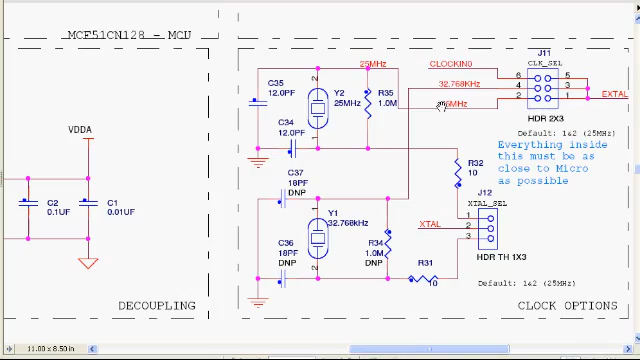 MCF51CN128 - MCU
J11
CLK_SEL
25MHz
CLOCKIN0
C35
12.0PF
2
Y2
25MHz
R35
1.0M
32.768KHz
6
5
4
3
2
1
EXTAL
HDR 2X3
C34
12.0PF
1
Default: 1&2 (25MHz)
VDDA
Everything inside
this must be as
close to Micro
as possible
R32
10
C37
18PF
DNP
J12
XTAL_SEL
C2
0.1UF
C1
0.01UF
1
Y1
32.768kHz
XTAL
1
2
3
C36
18PF
DNP
2
R34
1.0M
DNP
R31
10
HDR TH 1X3
Default: 1&2 (25MHz)
DECOUPLING
CLOCK OPTIONS
11.00 x 8.50 in